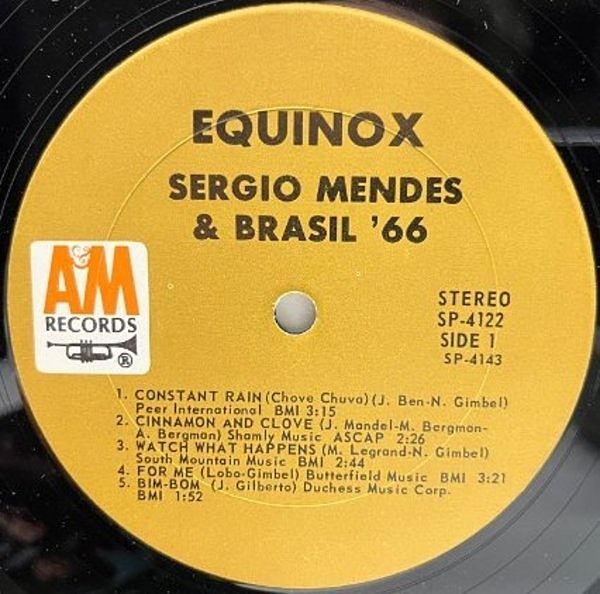 EQUINOX
SERGIO MENDES
& BRASIL '66
A&M
RECORDS
®
STEREO
SP-4122
SIDE 1
SP-4143
1. CONSTANT RAIN (Chove Chuva) (J. Ben-N. Gimbel)
Peer International BMI 3:15
2. CINNAMON AND CLOVE (J. Mandel-M. Bergman-
A. Bergman) Shamly Music ASCAP 2:26
3. WATCH WHAT HAPPENS (M. Legrand-N. Gimbel)
South Mountain Music BMI 2:44
4. FOR ME (Lobo-Gimbel) Butterfield Music BMI 3:21
5. BIM-BOM (J. Gilberto) Duchess Music Corp.
BMI 1:52